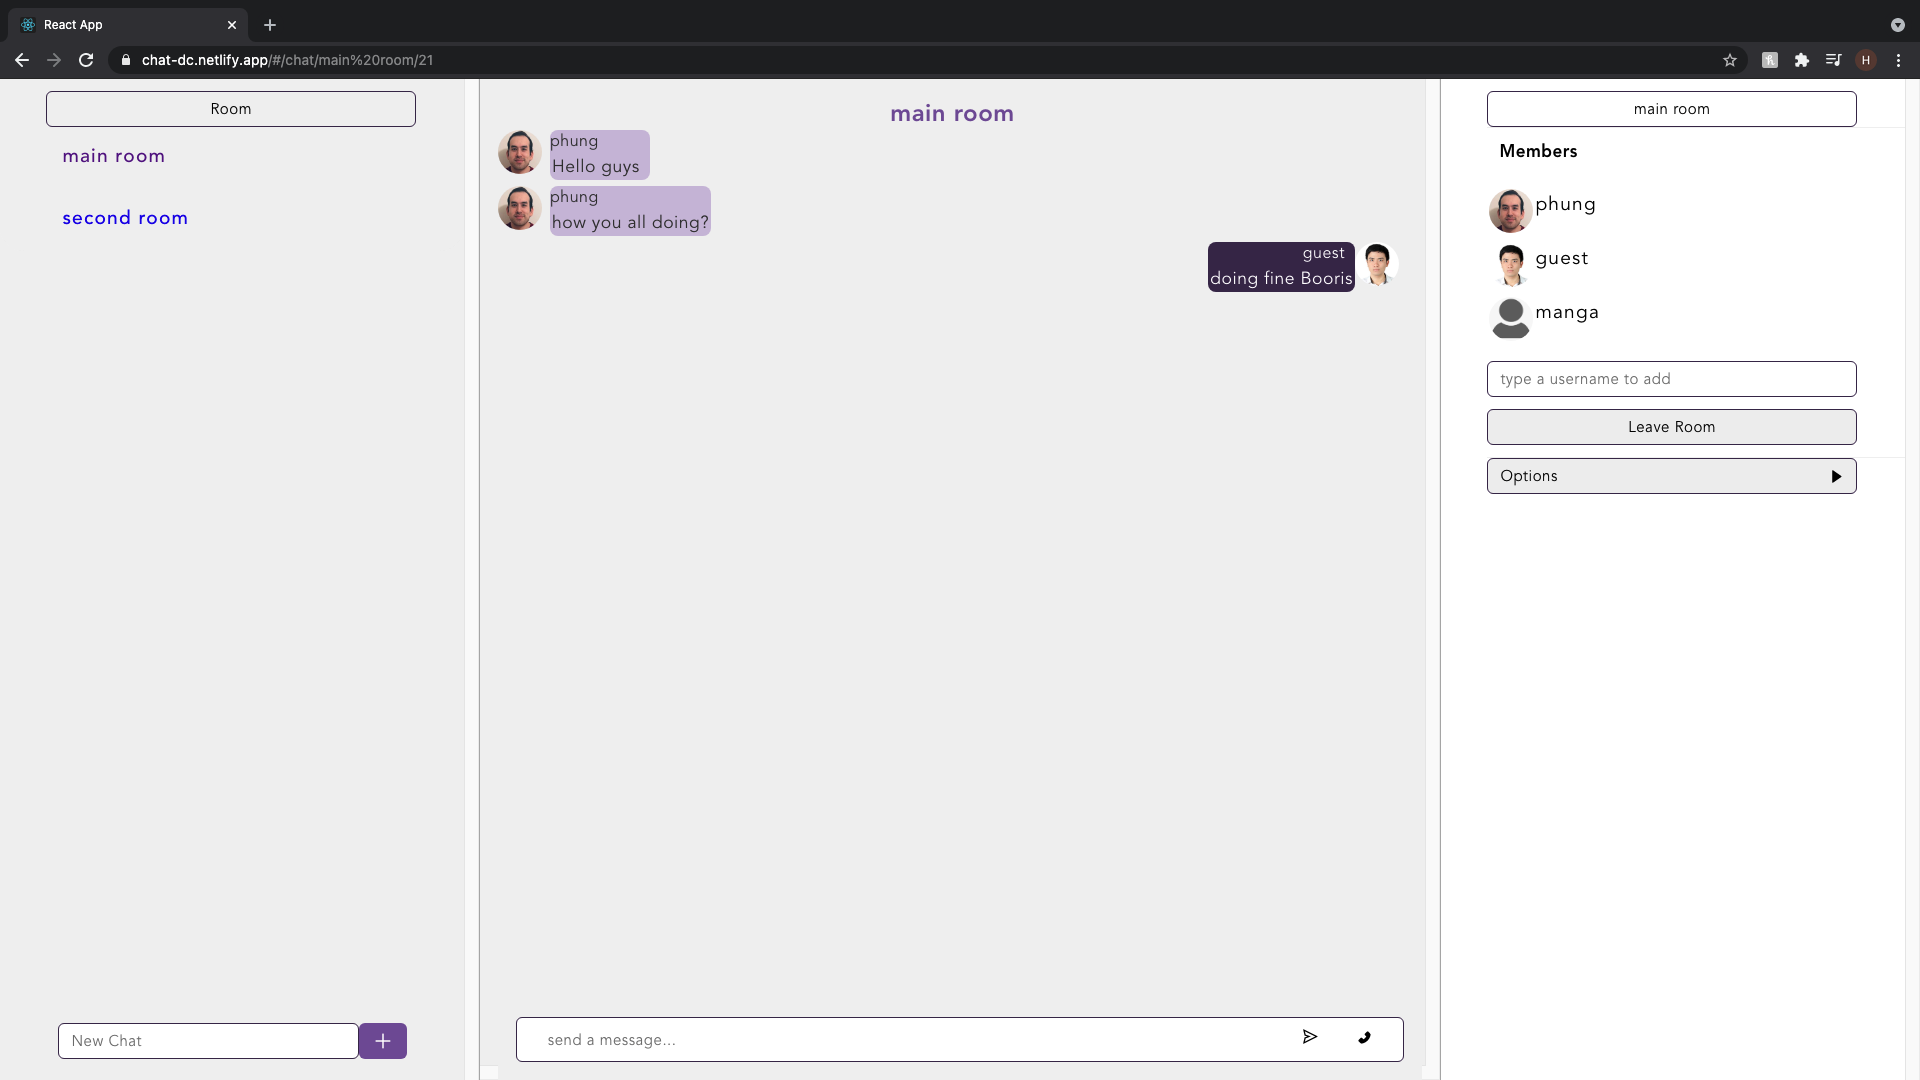 React App
chat-dc.netlify.app/#/chat/main%20room/21
H
Room
main room
second room
New Chat
main room
phung
Hello guys
phung
how you all doing?
guest
doing fine Booris
send a message...
main room
Members
phung
guest
manga
type a username to add
Leave Room
Options